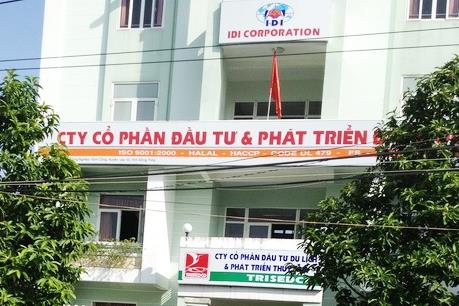 IDI
IDI CORPORATION
CTY CỔ PHẦN ĐẦU TƯ & PHÁT TRIỂN
ISO 9001:2000 - HALAL - HACCP - CODE DL 479 -
CTY CỔ PHẦN ĐẦU TƯ DU LỊCH
& PHÁT TRIỂN THỦY
TRISEDCO